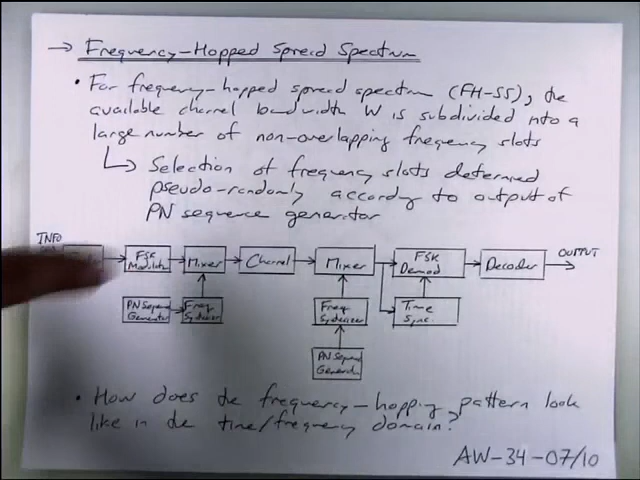 → Frequency-Hopped Spread Spectrum
• For frequency-hopped spread spectrum (FH-SS), the
available channel bandwidth W is subdivided into a
large number of non-overlapping frequency slots
↳ Selection of frequency slots determined
pseudo-randomly according to output of
PN sequence generator
INFO
FSK
Modulator
Mixer
Channel
Mixer
FSK
Demod
Decoder
OUTPUT
PN Sequence
Generator
Freq
Synthesizer
Freq
Synthesizer
Time
Sync.
PN Sequence
Generator
• How does the frequency-hopping pattern look
like in the time/frequency domain?
AW-34-07/10